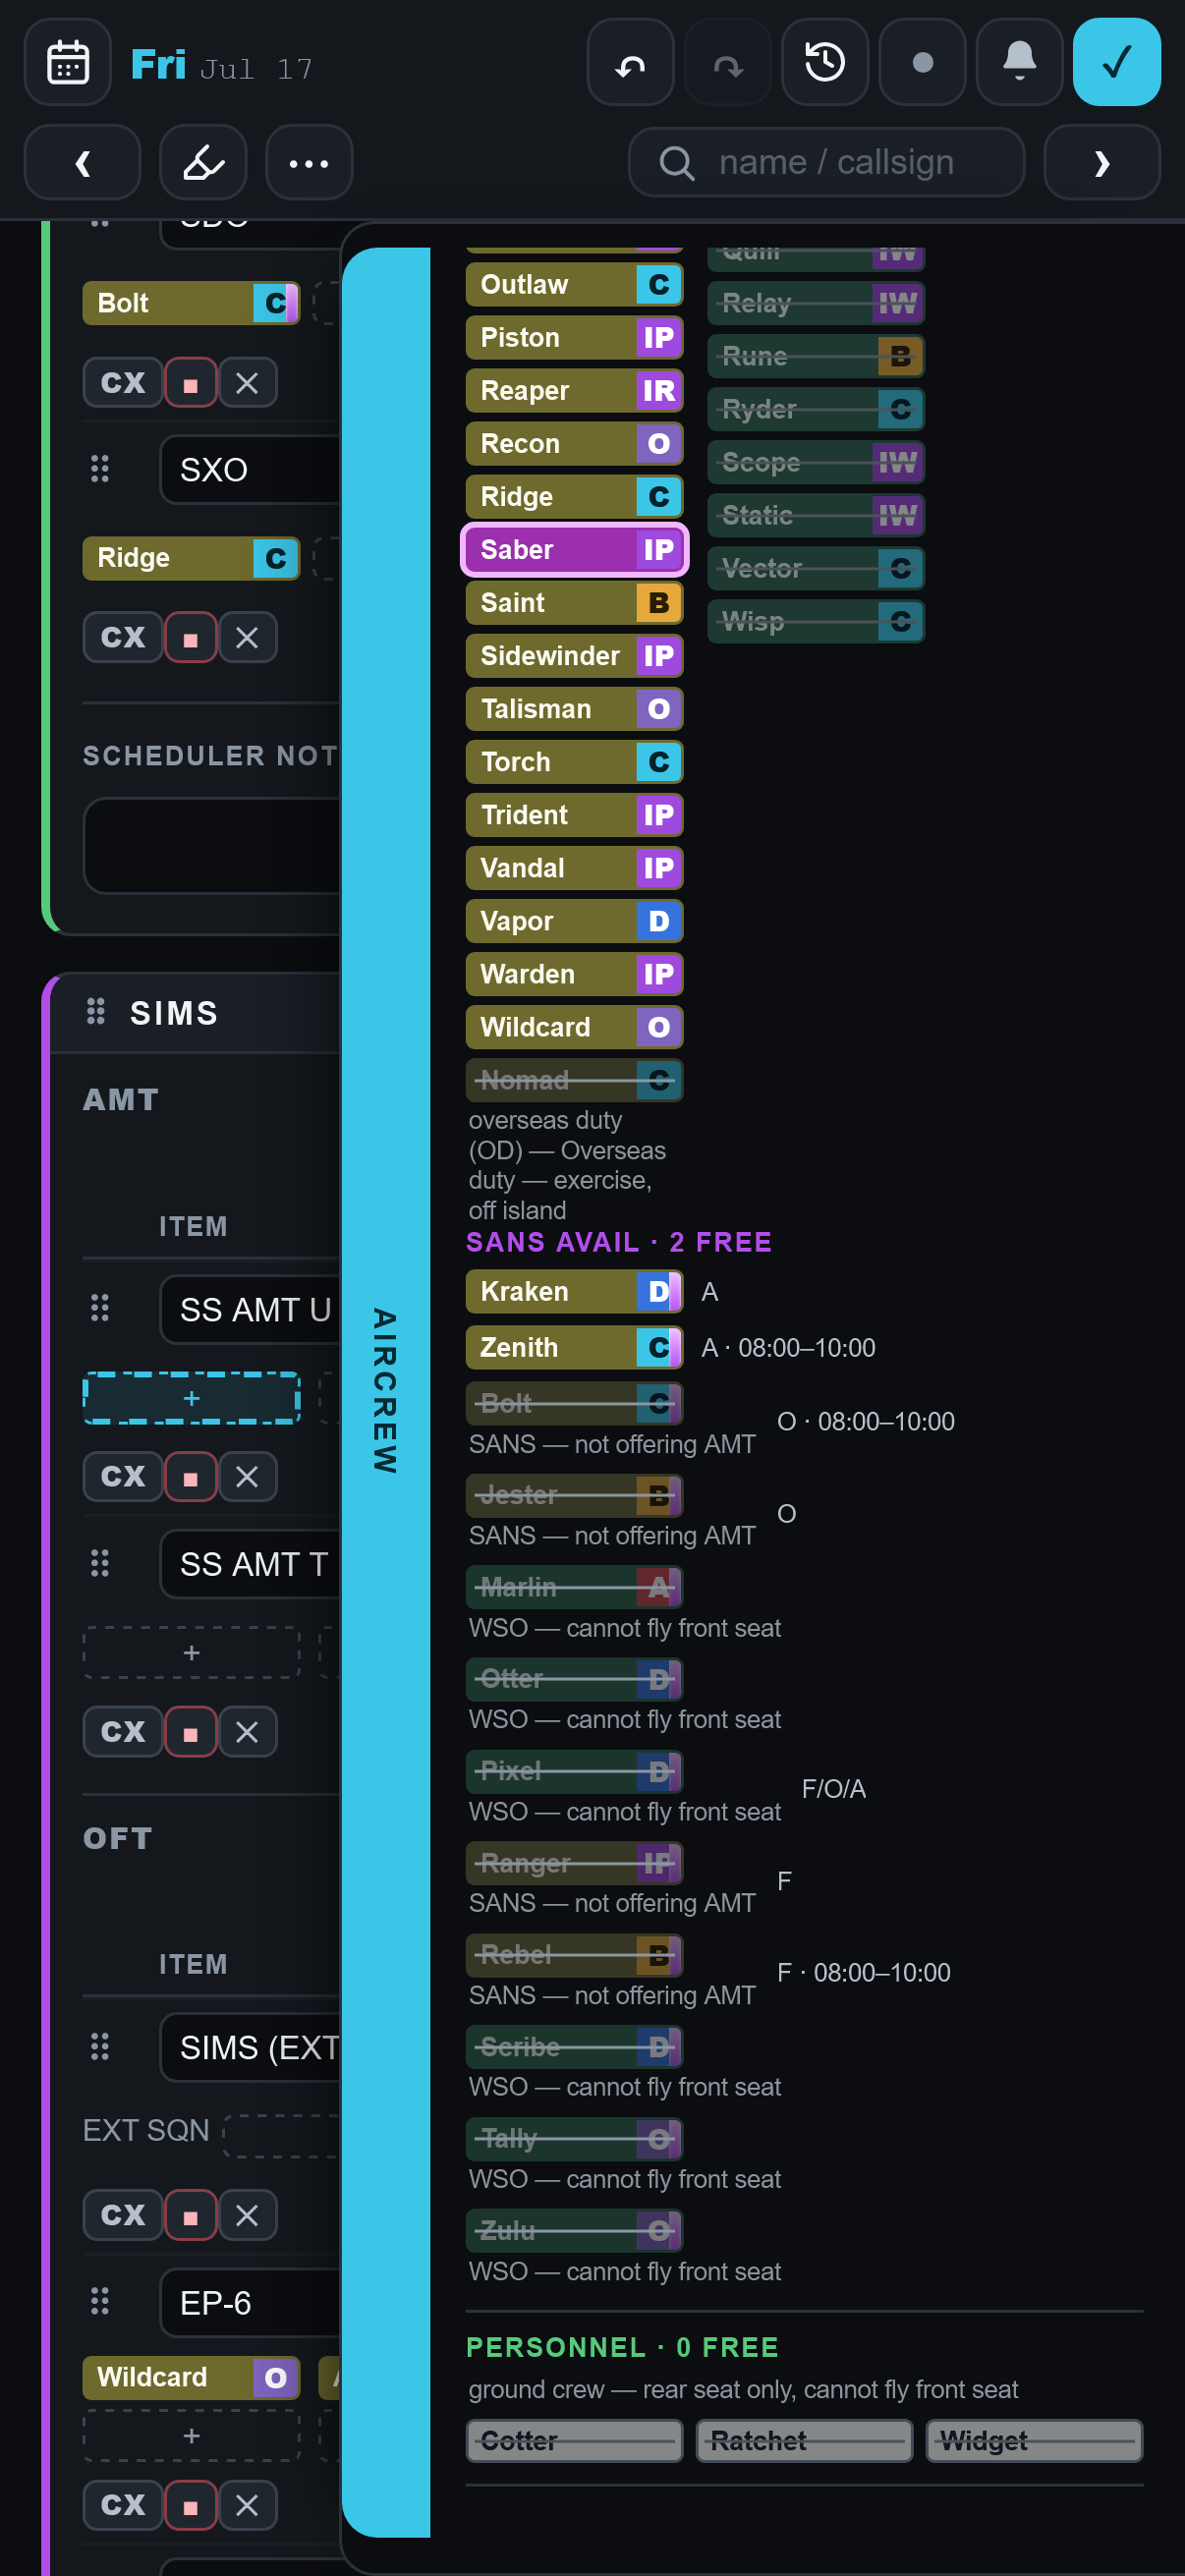 Fri Jul 17
name / callsign
Bolt C
CX
SXO
Ridge C
CX
SCHEDULER NOT
SIMS
AMT
ITEM
SS AMT U
+
CX
SS AMT T
+
CX
OFT
ITEM
SIMS (EXT
EXT SQN
CX
EP-6
Wildcard O
+
CX
AIRCREW
Outlaw C
Piston IP
Reaper IR
Recon O
Ridge C
Saber IP
Saint B
Sidewinder IP
Talisman O
Torch C
Trident IP
Vandal IP
Vapor D
Warden IP
Wildcard O
Nomad C
overseas duty
(OD) — Overseas
duty — exercise,
off island
Quill IW
Relay IW
Rune B
Ryder C
Scope IW
Static IW
Vector C
Wisp C
SANS AVAIL · 2 FREE
Kraken D A
Zenith C A · 08:00–10:00
Bolt C O · 08:00–10:00
SANS — not offering AMT
Jester B O
SANS — not offering AMT
Marlin A
WSO — cannot fly front seat
Otter D
WSO — cannot fly front seat
Pixel D F/O/A
WSO — cannot fly front seat
Ranger IP F
SANS — not offering AMT
Rebel B F · 08:00–10:00
SANS — not offering AMT
Scribe D
WSO — cannot fly front seat
Tally O
WSO — cannot fly front seat
Zulu O
WSO — cannot fly front seat
PERSONNEL · 0 FREE
ground crew — rear seat only, cannot fly front seat
Cotter Ratchet Widget